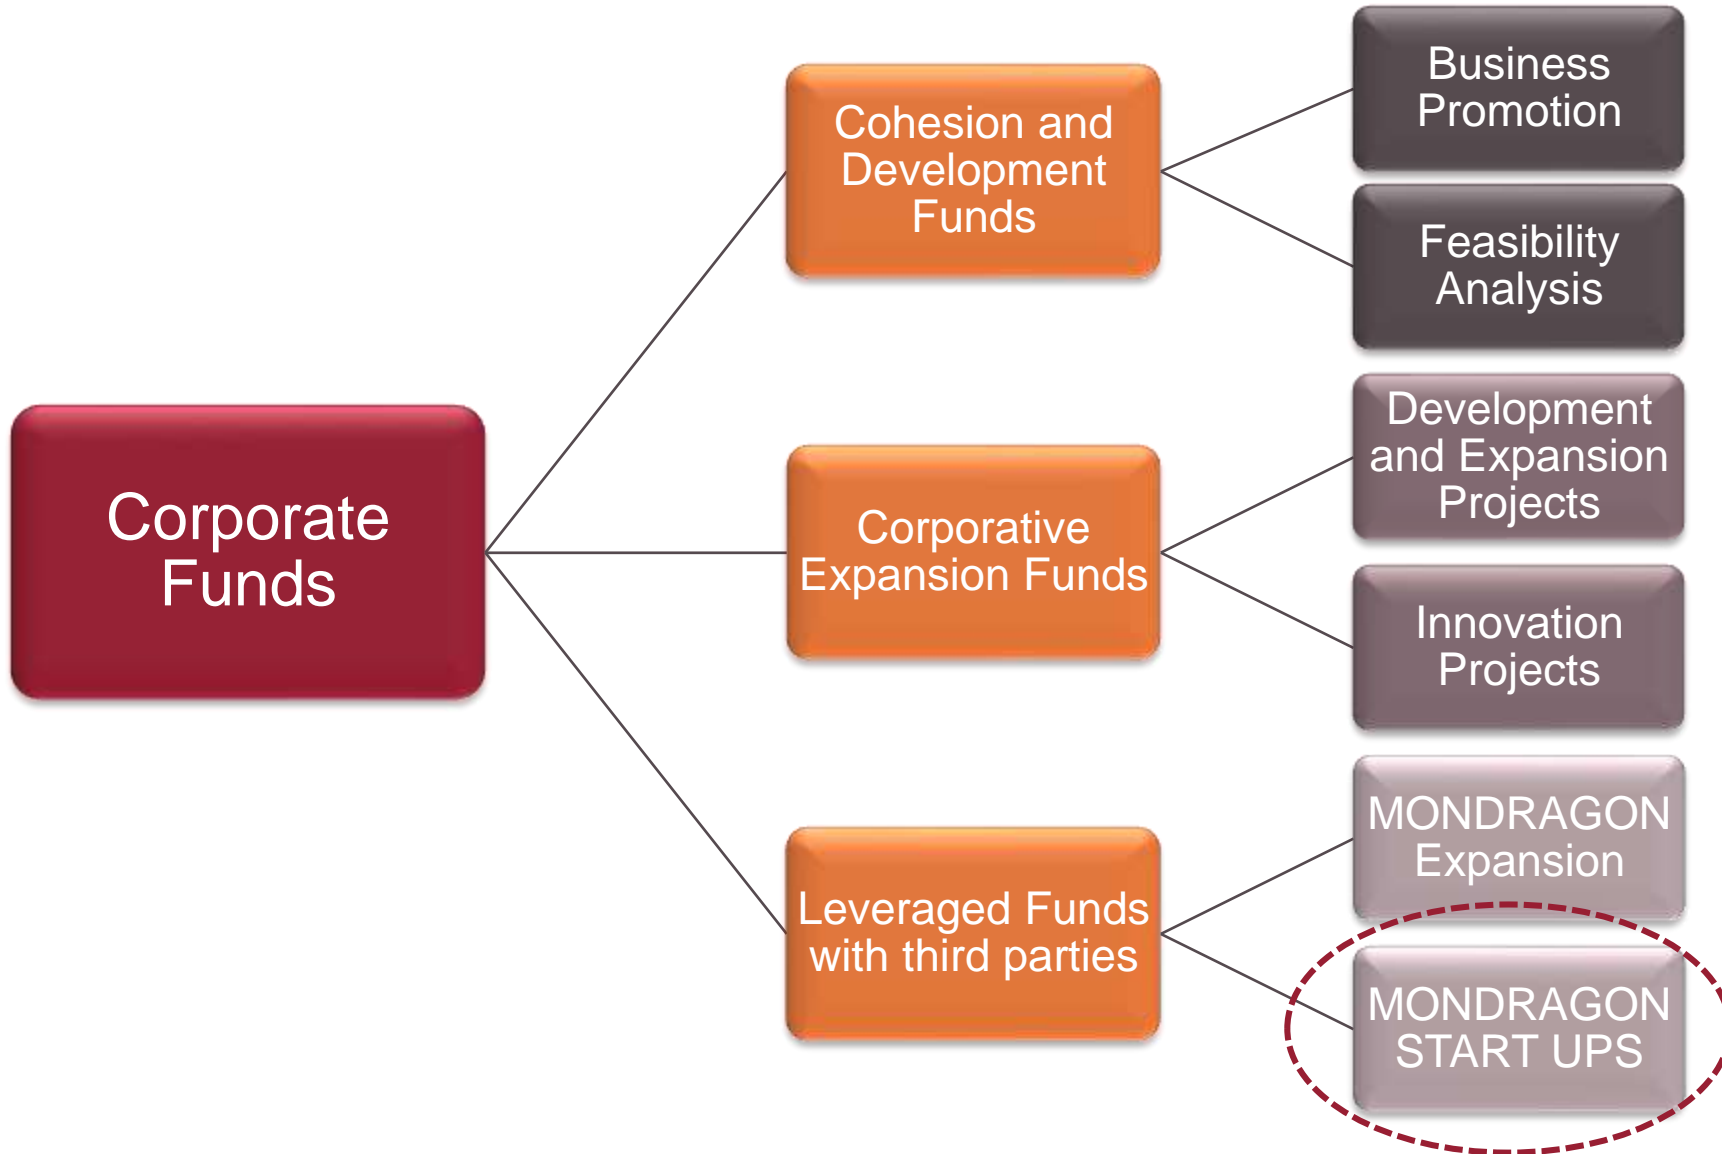 Corporate
Funds
Cohesion and
Development
Funds
Business
Promotion
Feasibility
Analysis
Corporative
Expansion Funds
Development
and Expansion
Projects
Innovation
Projects
Leveraged Funds
with third parties
MONDRAGON
Expansion
MONDRAGON
START UPS